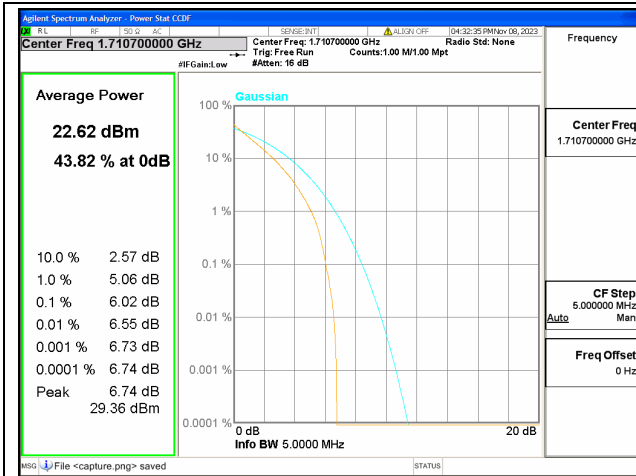 Agilent Spectrum Analyzer - Power Stat CCDF
RL RF 50 Ω AC SENSE:INT ALIGN OFF 04:32:35 PM Nov 08, 2023
Center Freq 1.710700000 GHz
Center Freq: 1.710700000 GHz Radio Std: None
Trig: Free Run Counts:1.00 M/1.00 Mpt
#IFGain:Low #Atten: 16 dB
Frequency
Average Power
22.62 dBm
43.82 % at 0dB
10.0 % 2.57 dB
1.0 % 5.06 dB
0.1 % 6.02 dB
0.01 % 6.55 dB
0.001 % 6.73 dB
0.0001 % 6.74 dB
Peak 6.74 dB
29.36 dBm
Gaussian
100 %
10 %
1 %
0.1 %
0.01 %
0.001 %
0.0001 %
0 dB 20 dB
Info BW 5.0000 MHz
Center Freq
1.710700000 GHz
CF Step
5.000000 MHz
Auto Man
Freq Offset
0 Hz
MSG File <capture.png> saved STATUS